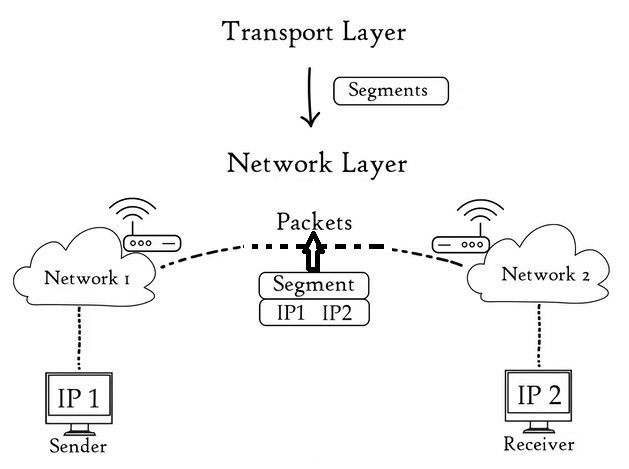 Transport Layer
Segments
Network Layer
Packets
Network 1
Network 2
Segment
IP1 IP2
IP 1
IP 2
Sender
Receiver